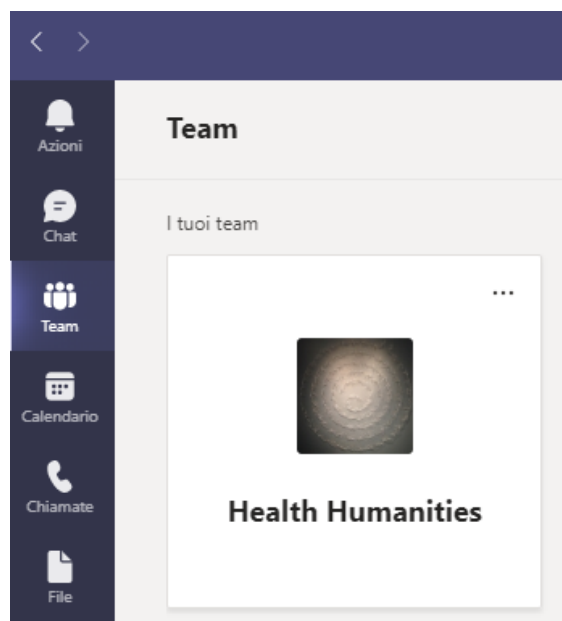 Azioni
Chat
Team
Calendario
Chiamate
File
Team
I tuoi team
...
Health Humanities